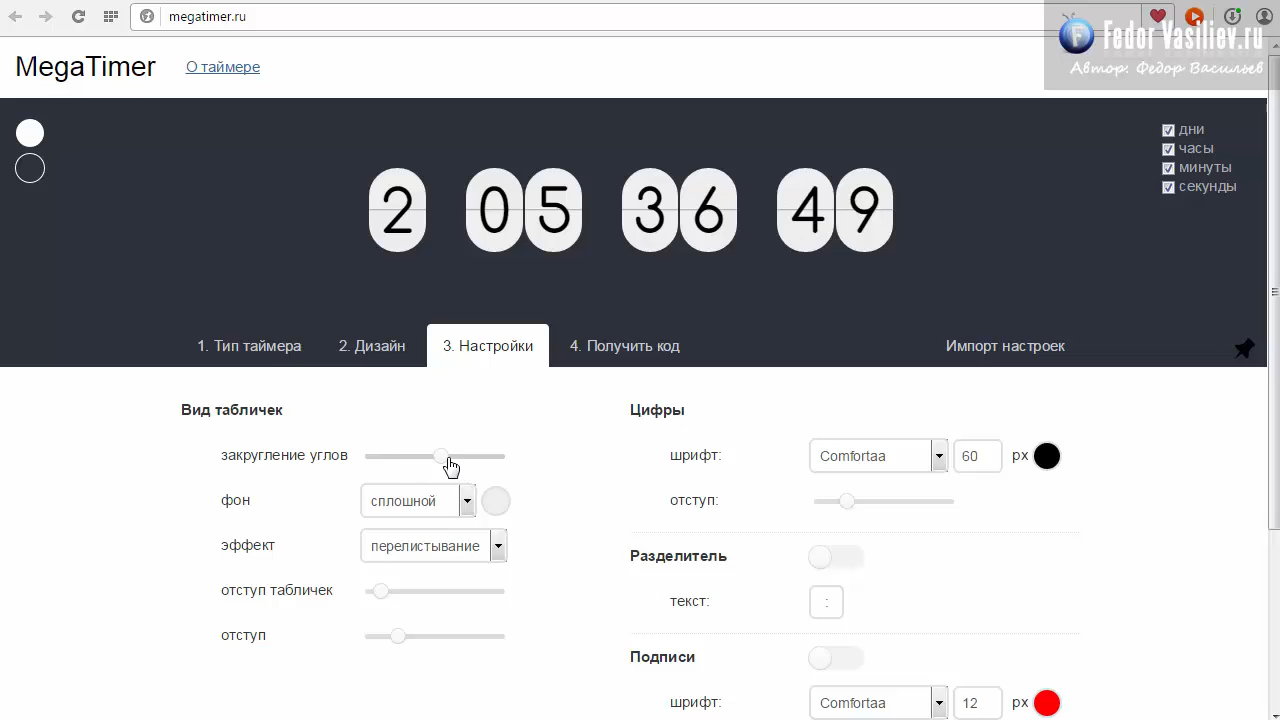 megatimer.ru
Fedor Vasiliev.ru
Автор: Федор Васильев
MegaTimer
О таймере
дни
часы
минуты
секунды
2 05 36 49
1. Тип таймера
2. Дизайн
3. Настройки
4. Получить код
Импорт настроек
Вид табличек
закругление углов
фон
сплошной
эффект
перелистывание
отступ табличек
отступ
Цифры
шрифт:
Comfortaa
60
px
отступ:
Разделитель
текст:
:
Подписи
шрифт:
Comfortaa
12
px